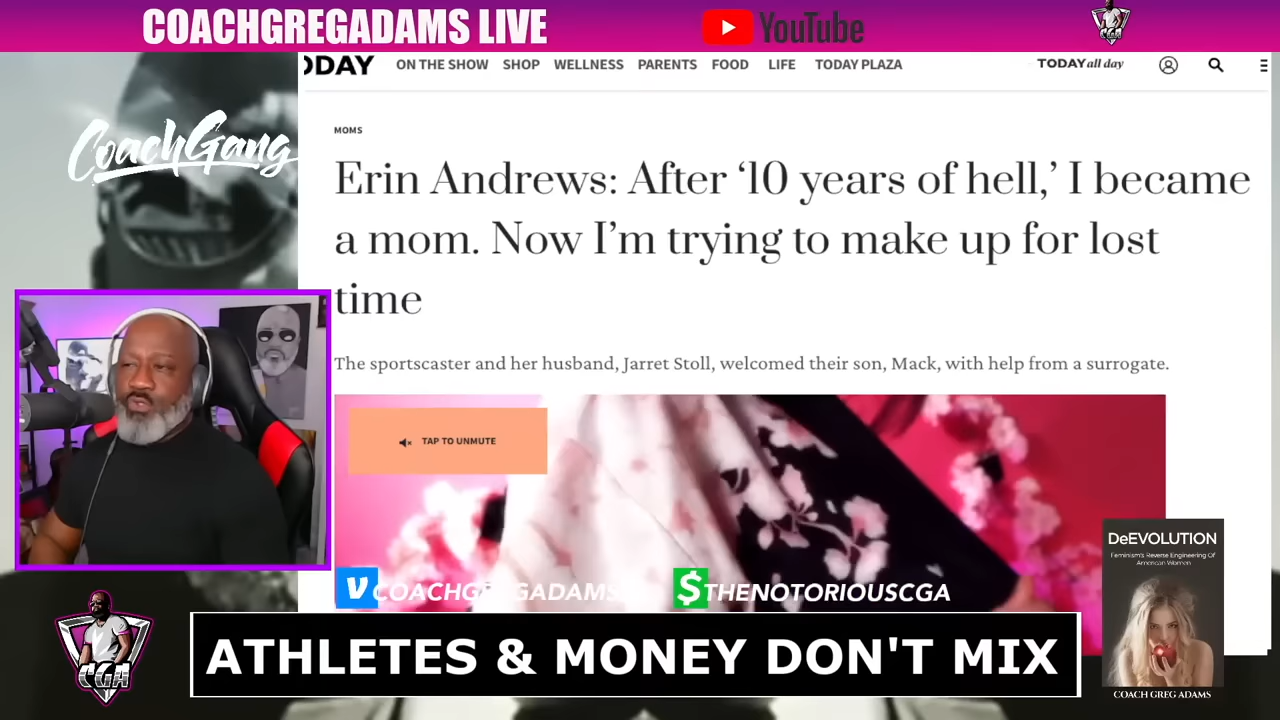 COACHGREGADAMS LIVE
YouTube
CoachGang
ODAY ON THE SHOW SHOP WELLNESS PARENTS FOOD LIFE TODAY PLAZA TODAY all day
MOMS
Erin Andrews: After ‘10 years of hell,’ I became
a mom. Now I’m trying to make up for lost
time
The sportscaster and her husband, Jarret Stoll, welcomed their son, Mack, with help from a surrogate.
TAP TO UNMUTE
COACHGREGADAMS
$THENOTORIOUSCGA
CGA
ATHLETES & MONEY DON'T MIX
DeEVOLUTION
Feminism's Reverse Engineering Of
American Women
COACH GREG ADAMS